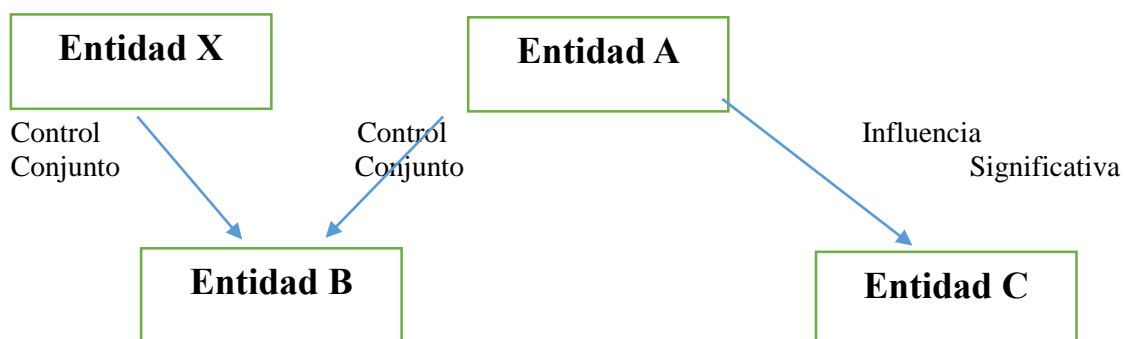 Entidad X
Entidad A
Control
Conjunto
Control
Conjunto
Influencia
Significativa
Entidad B
Entidad C